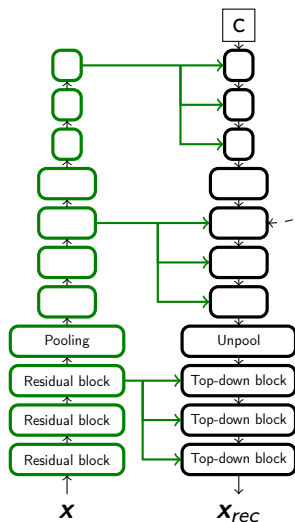 C
Pooling
Unpool
Residual block
Top-down block
Residual block
Top-down block
Residual block
Top-down block
x
x_rec